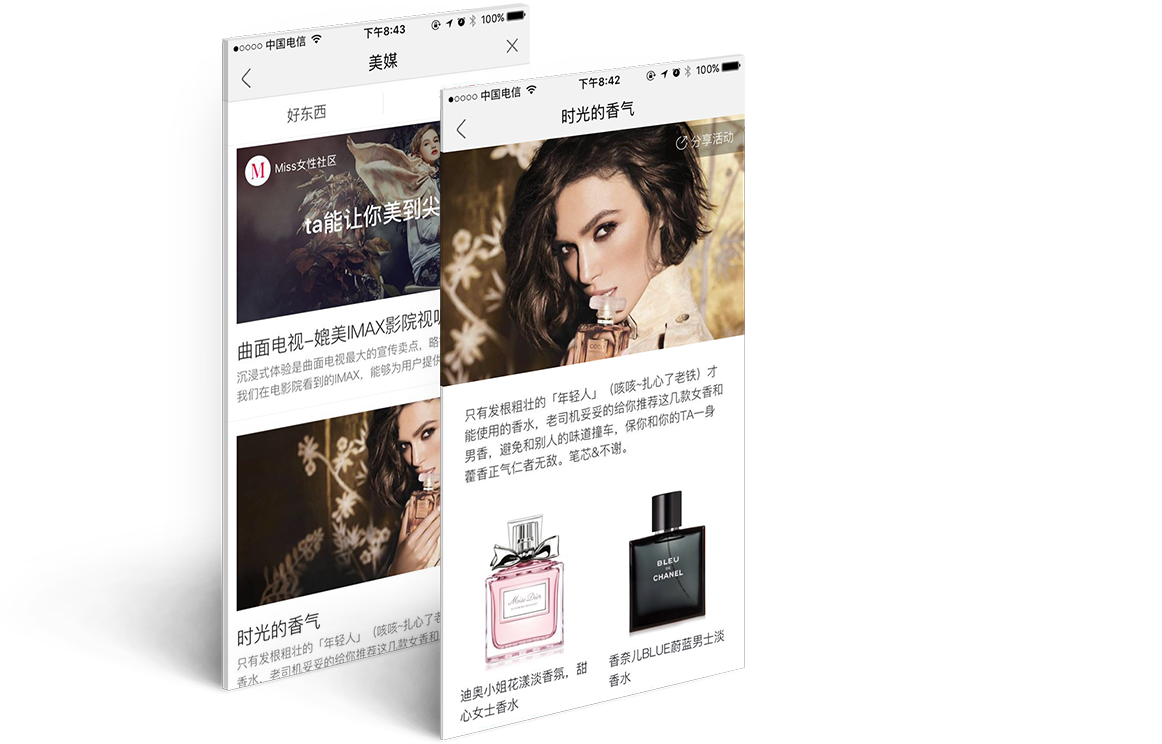 ●○○○○ 中国电信
下午8:43
100%
美媒
好东西
M
Miss女性社区
ta能让你美到尖
曲面电视-媲美IMAX影院视
沉浸式体验是曲面电视最大的宣传卖点，略
我们在电影院看到的IMAX，能够为用户提供
时光的香气
只有发根粗壮的「年轻人」（咳咳~扎心了老
香水，老司机妥妥的给你推荐这几款女香和
●○○○○ 中国电信
下午8:42
100%
时光的香气
分享活动
COCO
只有发根粗壮的「年轻人」（咳咳~扎心了老铁）才
能使用的香水，老司机妥妥的给你推荐这几款女香和
男香，避免和别人的味道撞车，保你和你的TA一身
藿香正气仁者无敌。笔芯&不谢。
Miss Dior
BLEU
DE
CHANEL
迪奥小姐花漾淡香氛，甜
心女士香水
香奈儿BLUE蔚蓝男士淡
香水